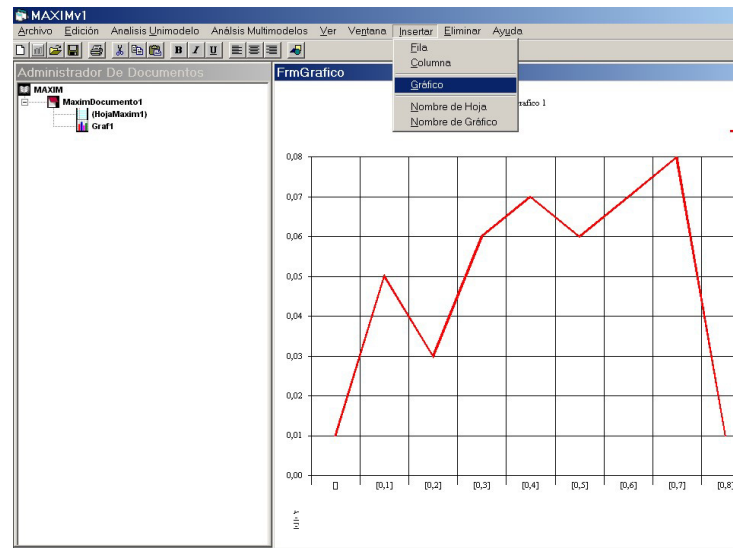 MAXIMv1
Archivo Edición Analisis Unimodelo Análsis Multimodelos Ver Ventana Insertar Eliminar Ayuda
B I U
Administrador De Documentos
MAXIM
MaximDocumento1
(HojaMaxim1)
Graf1
Fila
Columna
Gráfico
Nombre de Hoja
Nombre de Gráfico
FrmGrafico
0,08
0,07
0,06
0,05
0,04
0,03
0,02
0,01
0,00
[] [0,1] [0,2] [0,3] [0,4] [0,5] [0,6] [0,7] [0,8]